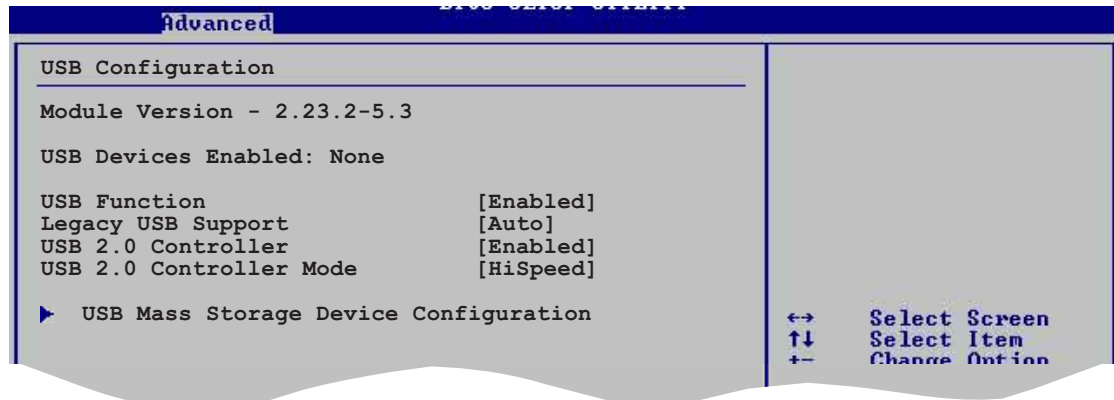 Advanced
USB Configuration
Module Version - 2.23.2-5.3
USB Devices Enabled: None
USB Function [Enabled]
Legacy USB Support [Auto]
USB 2.0 Controller [Enabled]
USB 2.0 Controller Mode [HiSpeed]
USB Mass Storage Device Configuration
←→ Select Screen
↑↓ Select Item
+- Change Option